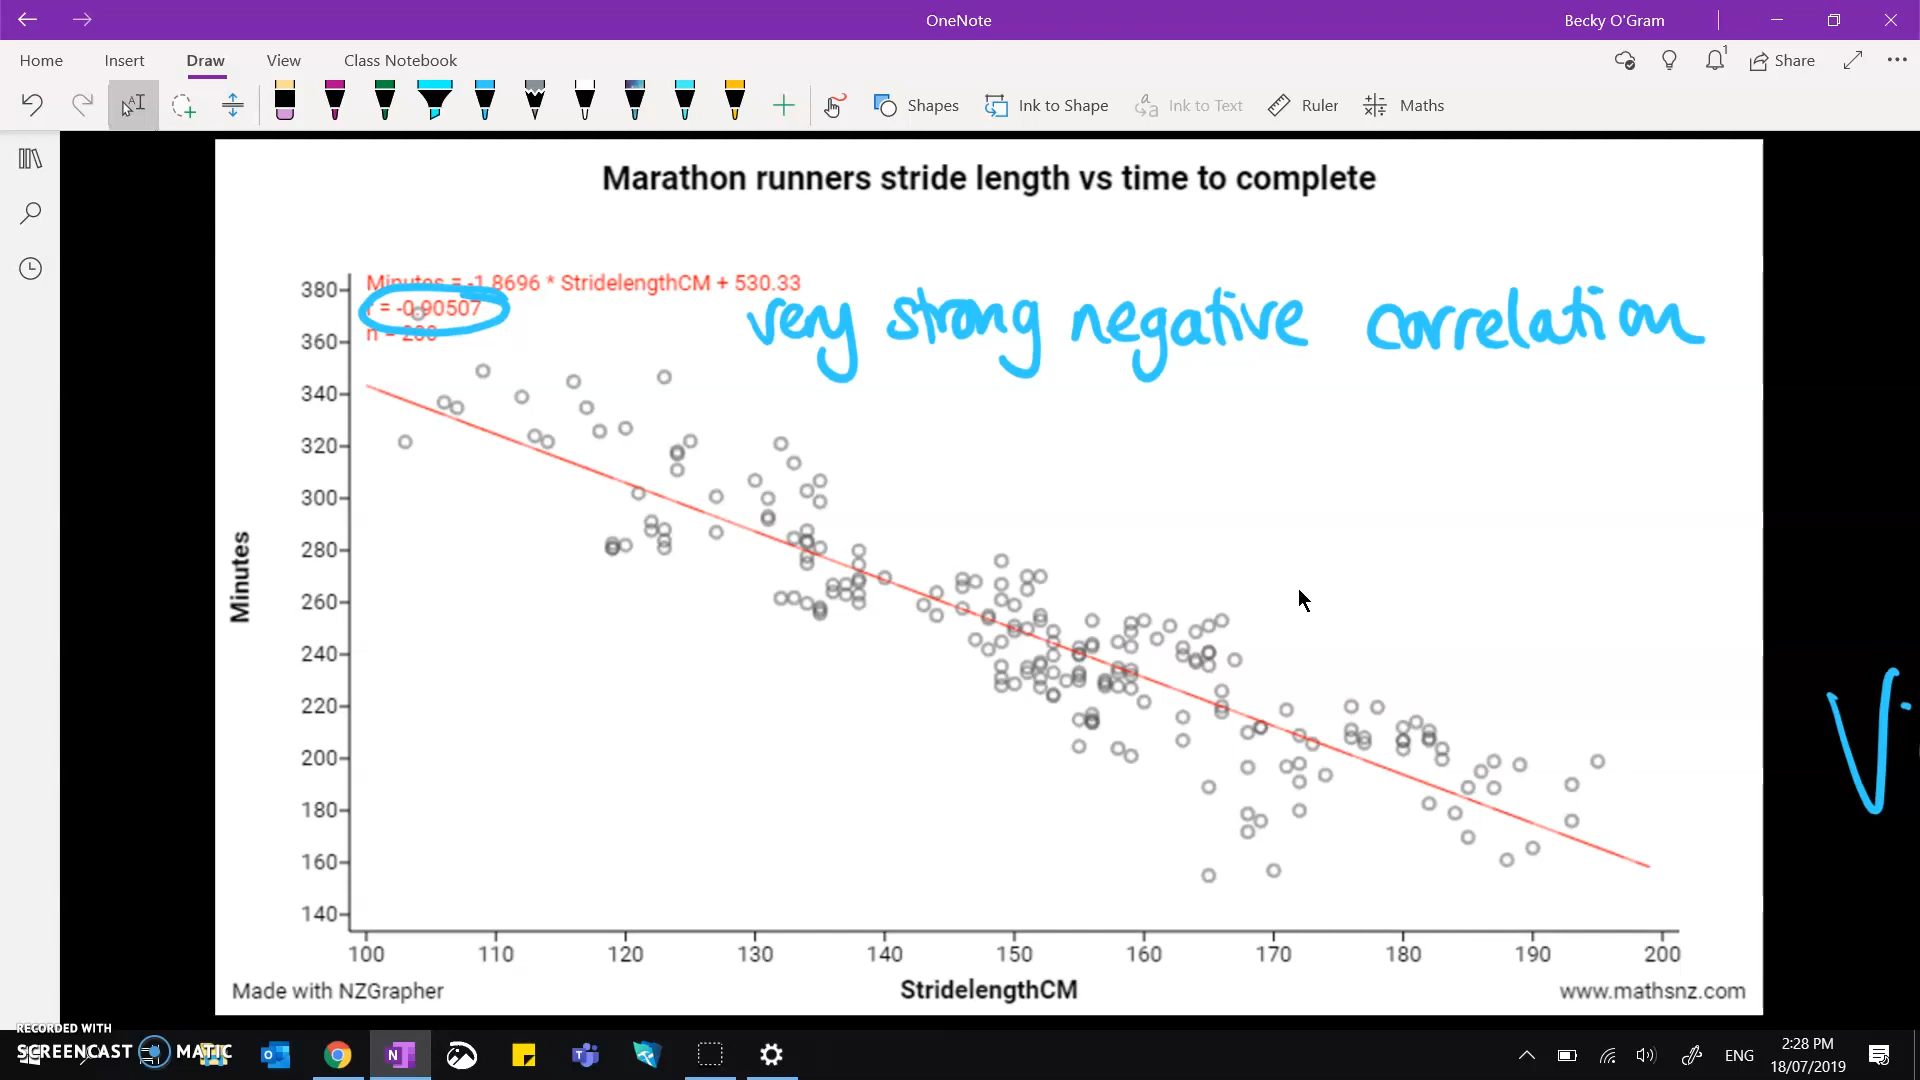 OneNote
Becky O'Gram
Home Insert Draw View Class Notebook
1
Share
Shapes Ink to Shape Ink to Text Ruler Maths
Marathon runners stride length vs time to complete
Minutes = -1.8696 * StridelengthCM + 530.33
r = -0.90507
very strong negative correlation
380
360
340
320
300
280
260
240
220
200
180
160
140
Minutes
100 110 120 130 140 150 160 170 180 190 200
StridelengthCM
Made with NZGrapher
www.mathsnz.com
RECORDED WITH
SCREENCAST MATIC
ENG
2:28 PM
18/07/2019